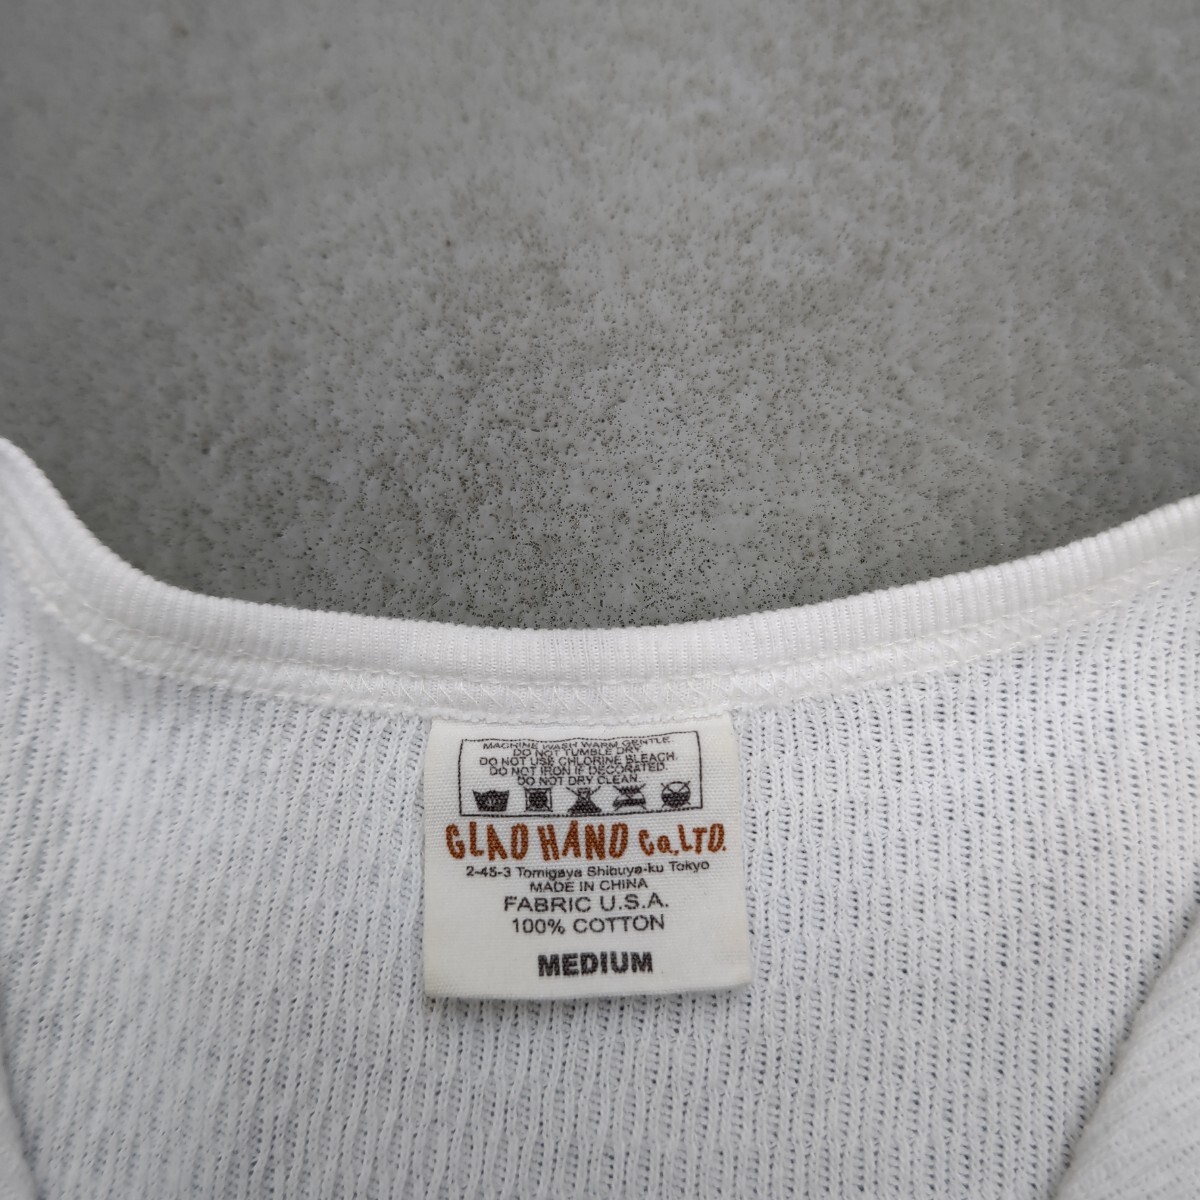 MACHINE WASH WARM GENTLE.
DO NOT TUMBLE DRY.
DO NOT USE CHLORINE BLEACH.
DO NOT IRON IF DECORATED.
DO NOT DRY CLEAN.
GLAD HAND Co., LTD.
2-45-3 Tomigaya Shibuya-ku Tokyo
MADE IN CHINA
FABRIC U.S.A.
100% COTTON
MEDIUM